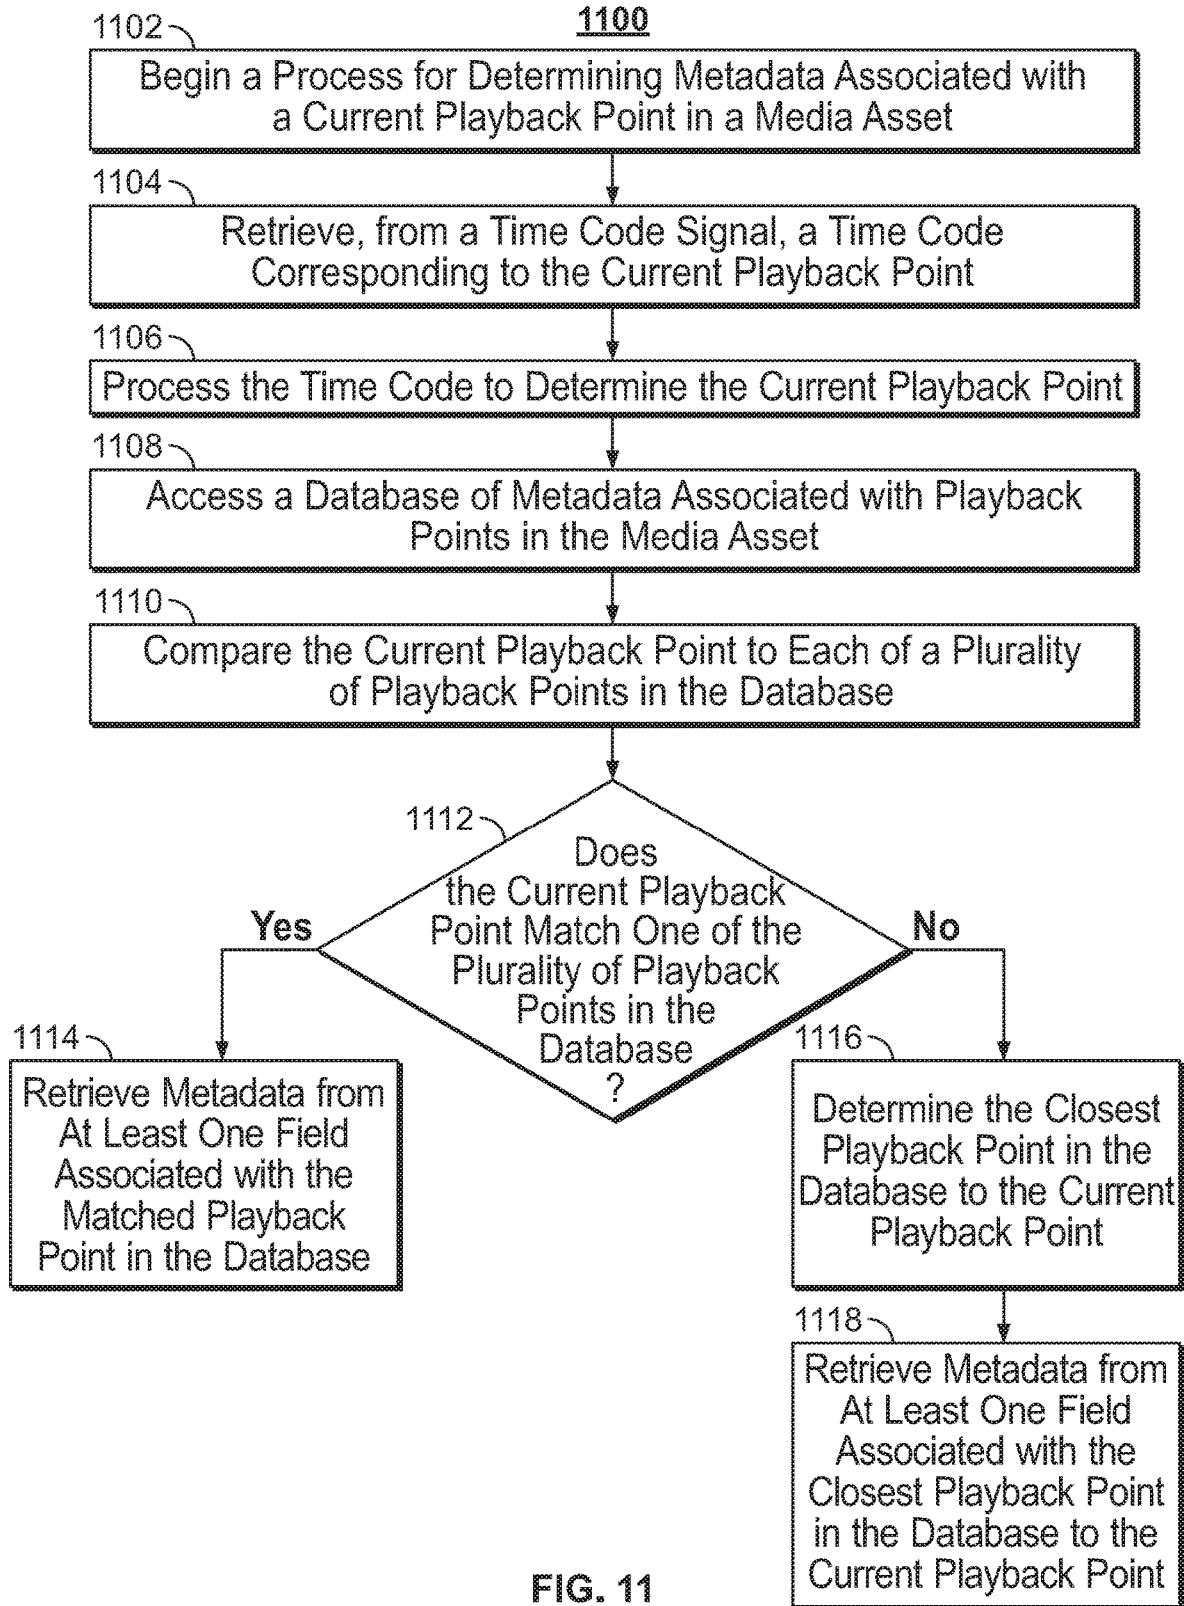 1100
1102
Begin a Process for Determining Metadata Associated with
a Current Playback Point in a Media Asset
1104
Retrieve, from a Time Code Signal, a Time Code
Corresponding to the Current Playback Point
1106
Process the Time Code to Determine the Current Playback Point
1108
Access a Database of Metadata Associated with Playback
Points in the Media Asset
1110
Compare the Current Playback Point to Each of a Plurality
of Playback Points in the Database
1112
Does
the Current Playback
Point Match One of the
Plurality of Playback
Points in the
Database
?
Yes
No
1114
Retrieve Metadata from
At Least One Field
Associated with the
Matched Playback
Point in the Database
1116
Determine the Closest
Playback Point in the
Database to the Current
Playback Point
1118
Retrieve Metadata from
At Least One Field
Associated with the
Closest Playback Point
in the Database to the
Current Playback Point
FIG. 11